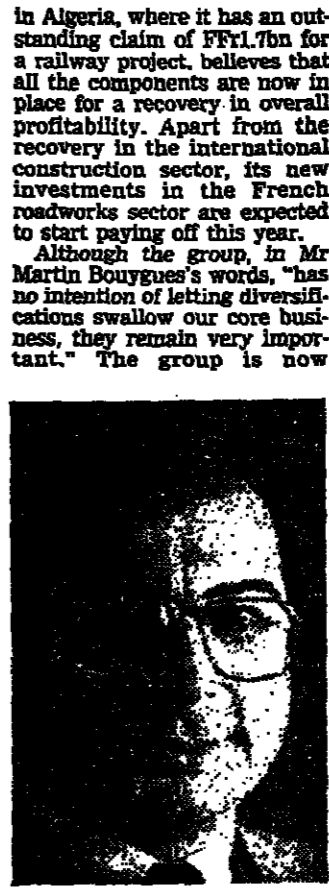 in Algeria, where it has an out-
standing claim of FFr1.7bn for
a railway project, believes that
all the components are now in
place for a recovery in overall
profitability. Apart from the
recovery in the international
construction sector, its new
investments in the French
roadworks sector are expected
to start paying off this year.
Although the group, in Mr
Martin Bouygues's words, "has
no intention of letting diversifi-
cations swallow our core busi-
ness, they remain very impor-
tant." The group is now